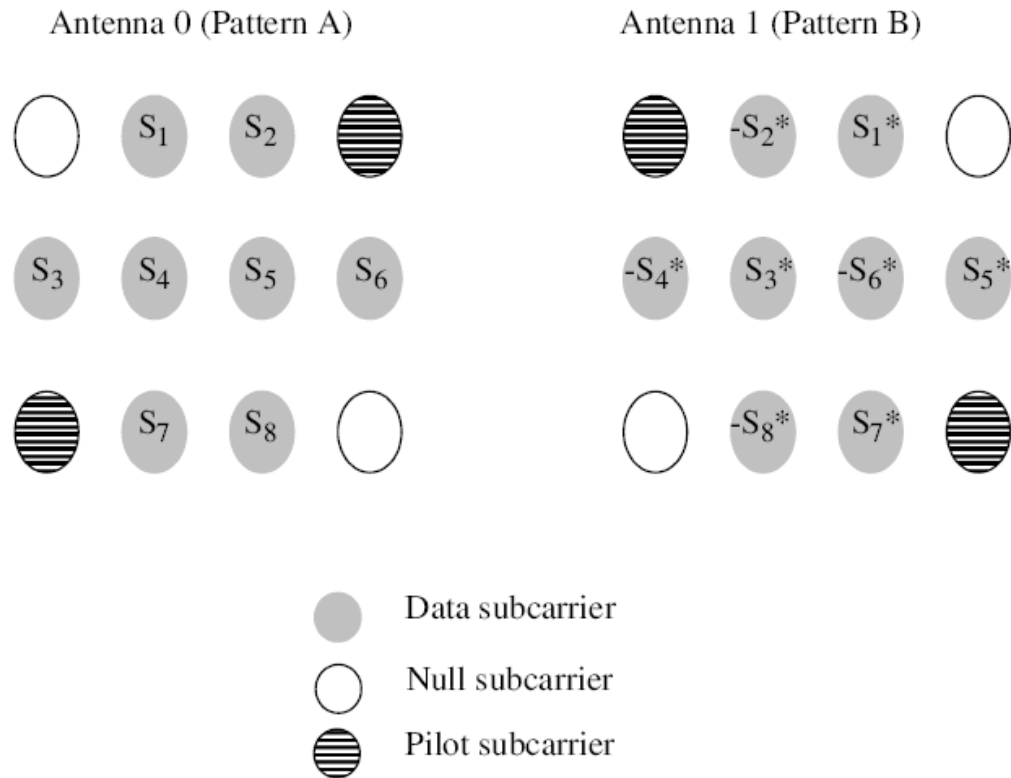 Antenna 0 (Pattern A) Antenna 1 (Pattern B)
S1 S2 -S2* S1*
S3 S4 S5 S6 -S4* S3* -S6* S5*
S7 S8 -S8* S7*
Data subcarrier
Null subcarrier
Pilot subcarrier